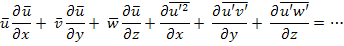 ū ∂ū/∂x + v̄ ∂ū/∂y + w̄ ∂ū/∂z + ∂\overline{u'²}/∂x + ∂\overline{u'v'}/∂y + ∂\overline{u'w'}/∂z = ⋯